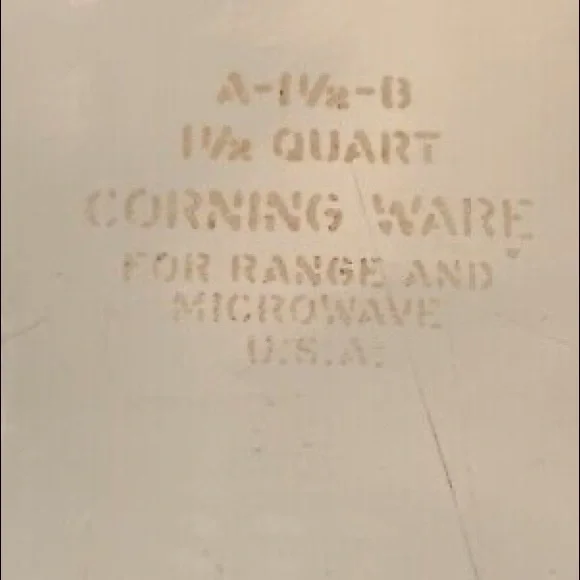 A-1½-B
1½ QUART
CORNING WARE
FOR RANGE AND
MICROWAVE
U.S.A.